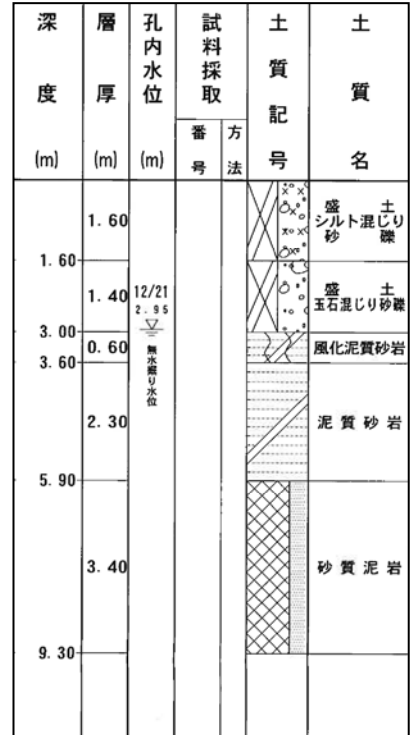 深度(m)
層厚(m)
孔内水位(m)
試料採取
番号
方法
土質記号
土質名
1.60
盛土
シルト混じり
砂礫
1.60
1.40
12/21
2.95
無水掘り水位
盛土
玉石混じり砂礫
3.00
0.60
風化泥質砂岩
3.60
2.30
泥質砂岩
5.90
3.40
砂質泥岩
9.30